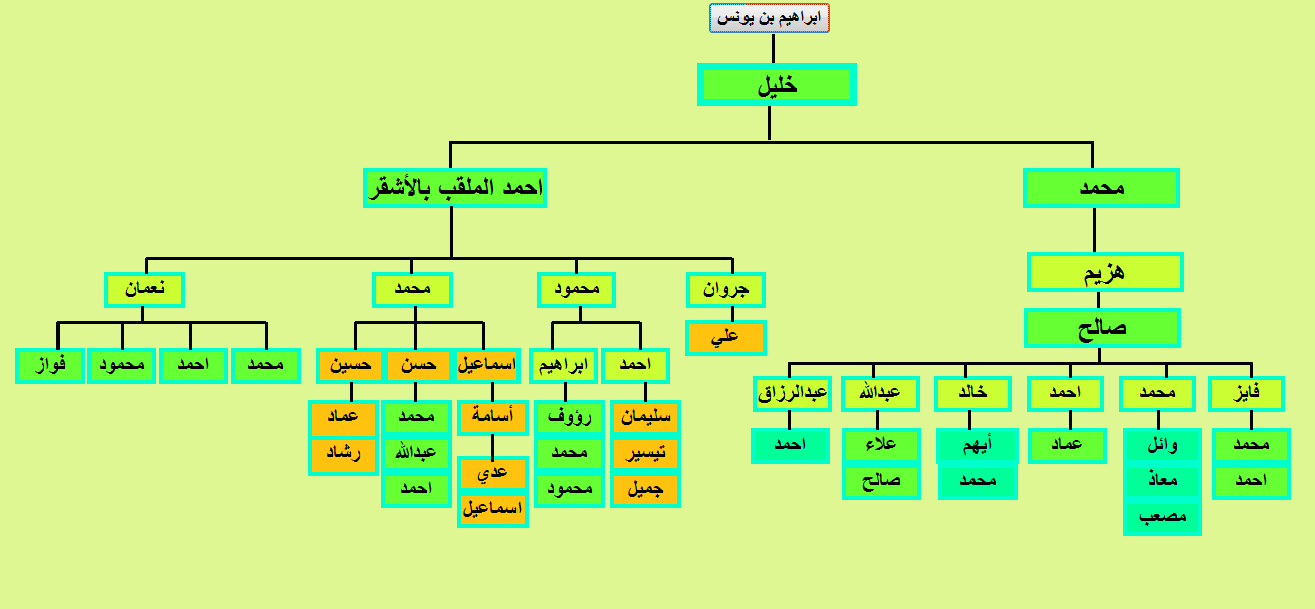 ابراهيم بن يونس
خليل
محمد
احمد الملقب بالأشقر
هزيم
صالح
جروان
محمود
محمد
نعمان
علي
احمد
ابراهيم
اسماعيل
حسن
حسين
محمد
احمد
محمود
فواز
فايز
محمد
احمد
خالد
عبدالله
عبدالرزاق
محمد
احمد
وائل
معاذ
مصعب
عماد
أيهم
محمد
علاء
صالح
احمد
سليمان
تيسير
جميل
رؤوف
محمد
محمود
أسامة
عدي
اسماعيل
محمد
عبدالله
احمد
عماد
رشاد